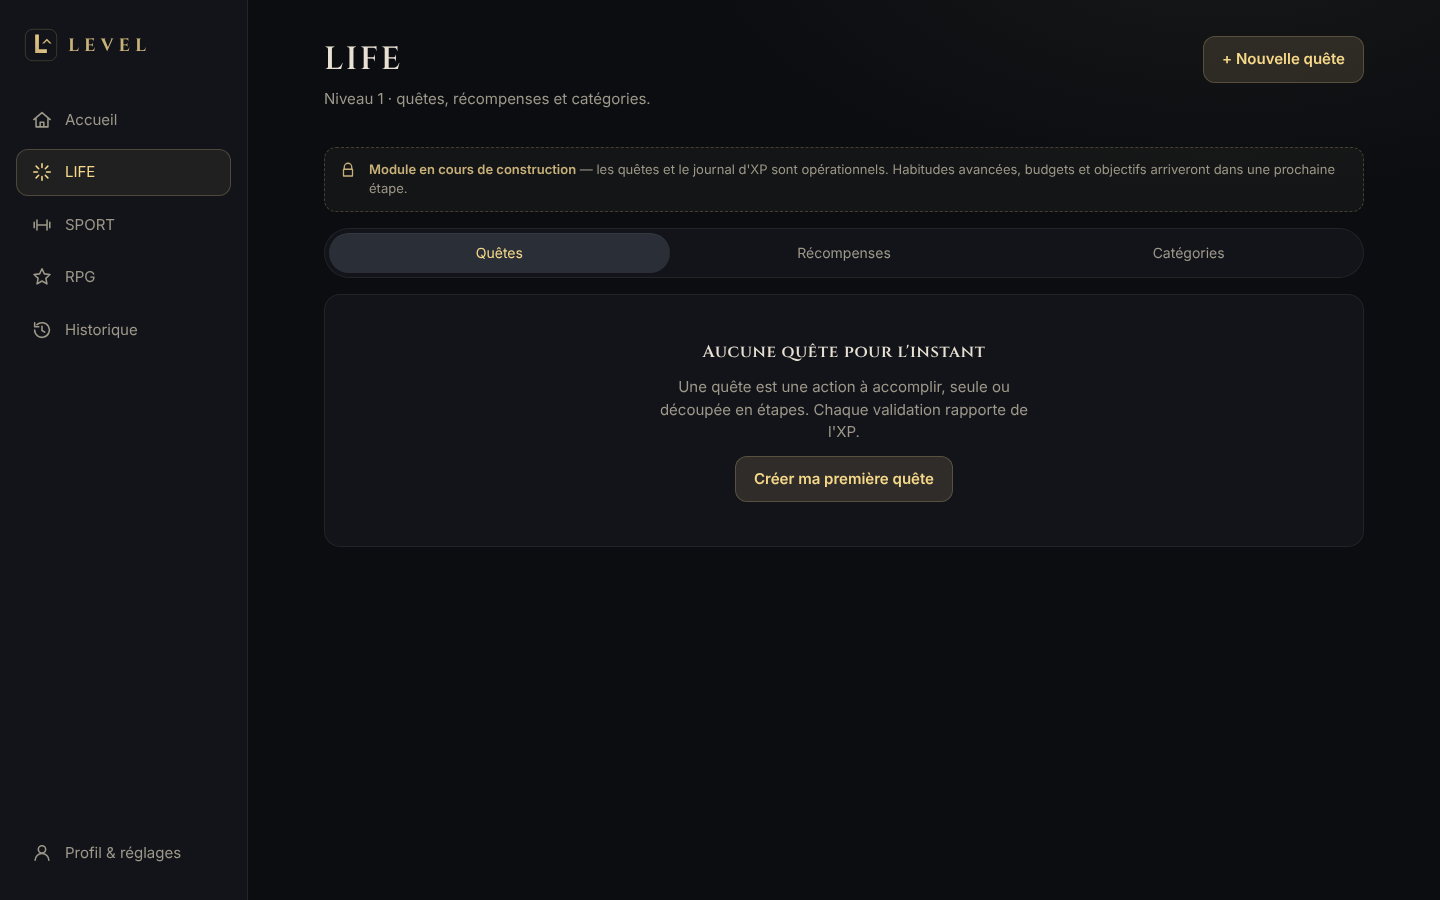 LEVEL
Accueil
LIFE
SPORT
RPG
Historique
Profil & réglages
LIFE
Niveau 1 · quêtes, récompenses et catégories.
+ Nouvelle quête
Module en cours de construction — les quêtes et le journal d'XP sont opérationnels. Habitudes avancées, budgets et objectifs arriveront dans une prochaine
étape.
Quêtes
Récompenses
Catégories
Aucune quête pour l'instant
Une quête est une action à accomplir, seule ou
découpée en étapes. Chaque validation rapporte de
l'XP.
Créer ma première quête